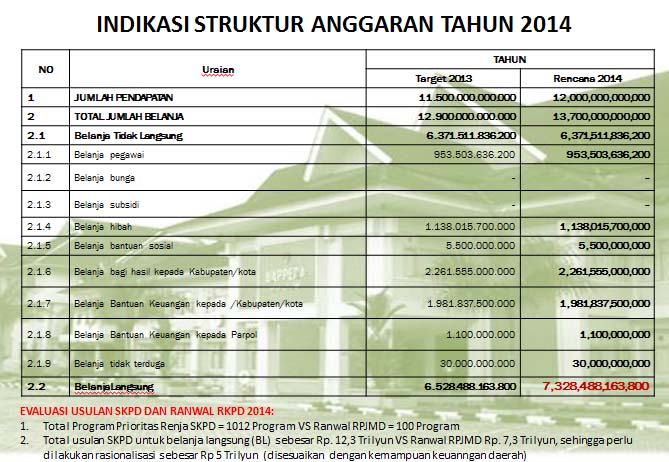 INDIKASI STRUKTUR ANGGARAN TAHUN 2014
NO Uraian TAHUN
Target 2013 Rencana 2014
1 JUMLAH PENDAPATAN 11.500.000.000.000 12,000,000,000,000
2 TOTAL JUMLAH BELANJA 12.900.000.000.000 13,700,000,000,000
2.1 Belanja Tidak Langsung 6.371.511.836.200 6,371,511,836,200
2.1.1 Belanja pegawai 953.503.636.200 953,503,636,200
2.1.2 Belanja bunga - -
2.1.3 Belanja subsidi - -
2.1.4 Belanja hibah 1.138.015.700.000 1,138,015,700,000
2.1.5 Belanja bantuan sosial 5.500.000.000 5,500,000,000
2.1.6 Belanja bagi hasil kepada Kabupaten/kota 2.261.555.000.000 2,261,555,000,000
2.1.7 Belanja Bantuan Keuangan kepada /Kabupaten/kota 1.981.837.500.000 1,981,837,500,000
2.1.8 Belanja Bantuan Keuangan kepada Parpol 1.100.000.000 1,100,000,000
2.1.9 Belanja tidak terduga 30.000.000.000 30,000,000,000
2.2 BelanjaLangsung 6.528.488.163.800 7,328,488,163,800
EVALUASI USULAN SKPD DAN RANWAL RKPD 2014:
1. Total Program Prioritas Renja SKPD = 1012 Program VS Ranwal RPJMD = 100 Program
2. Total usulan SKPD untuk belanja langsung (BL) sebesar Rp. 12,3 Trilyun VS Ranwal RPJMD Rp. 7,3 Trilyun, sehingga perlu
dilakukan rasionalisasi sebesar Rp 5 Trilyun (disesuaikan dengan kemampuan keuanngan daerah)
BAPPEDA